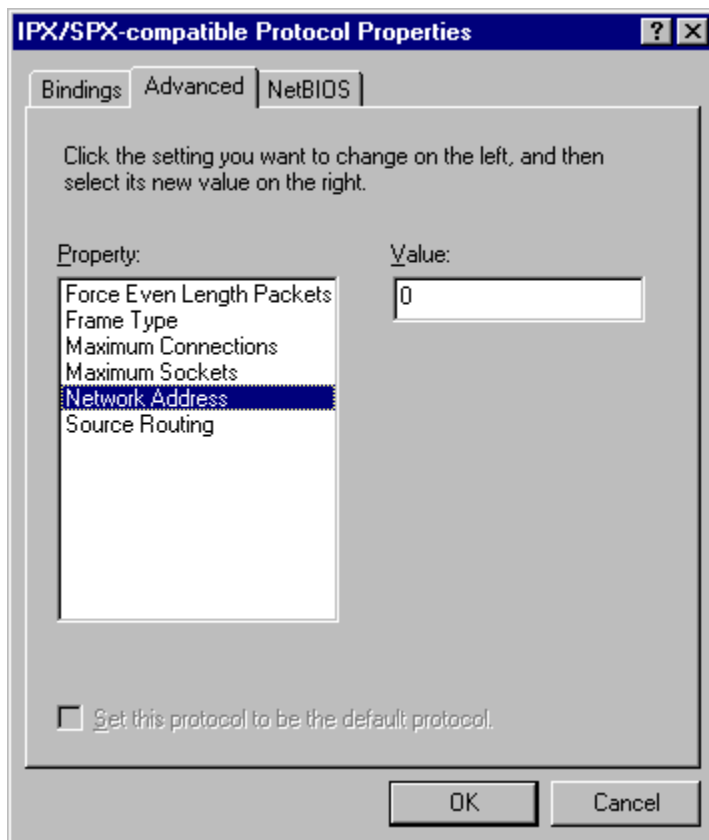 IPX/SPX-compatible Protocol Properties
Bindings Advanced NetBIOS
Click the setting you want to change on the left, and then
select its new value on the right.
Property: Value:
Force Even Length Packets 0
Frame Type
Maximum Connections
Maximum Sockets
Network Address
Source Routing
Set this protocol to be the default protocol.
OK Cancel